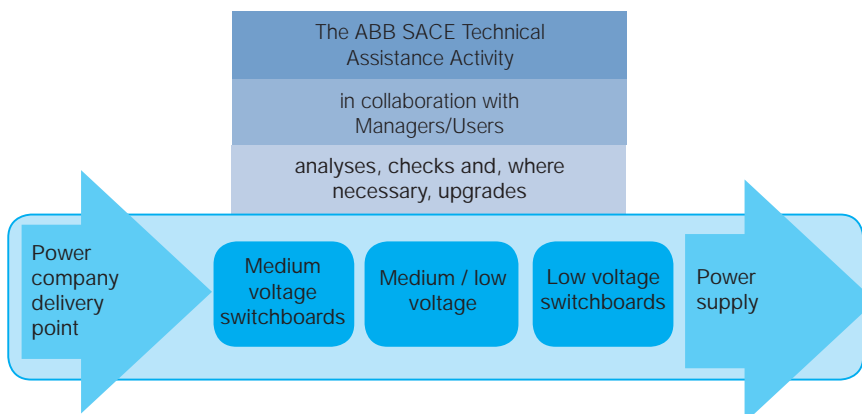 The ABB SACE Technical
Assistance Activity
in collaboration with
Managers/Users
analyses, checks and, where
necessary, upgrades
Power
company
delivery
point
Medium
voltage
switchboards
Medium / low
voltage
Low voltage
switchboards
Power
supply